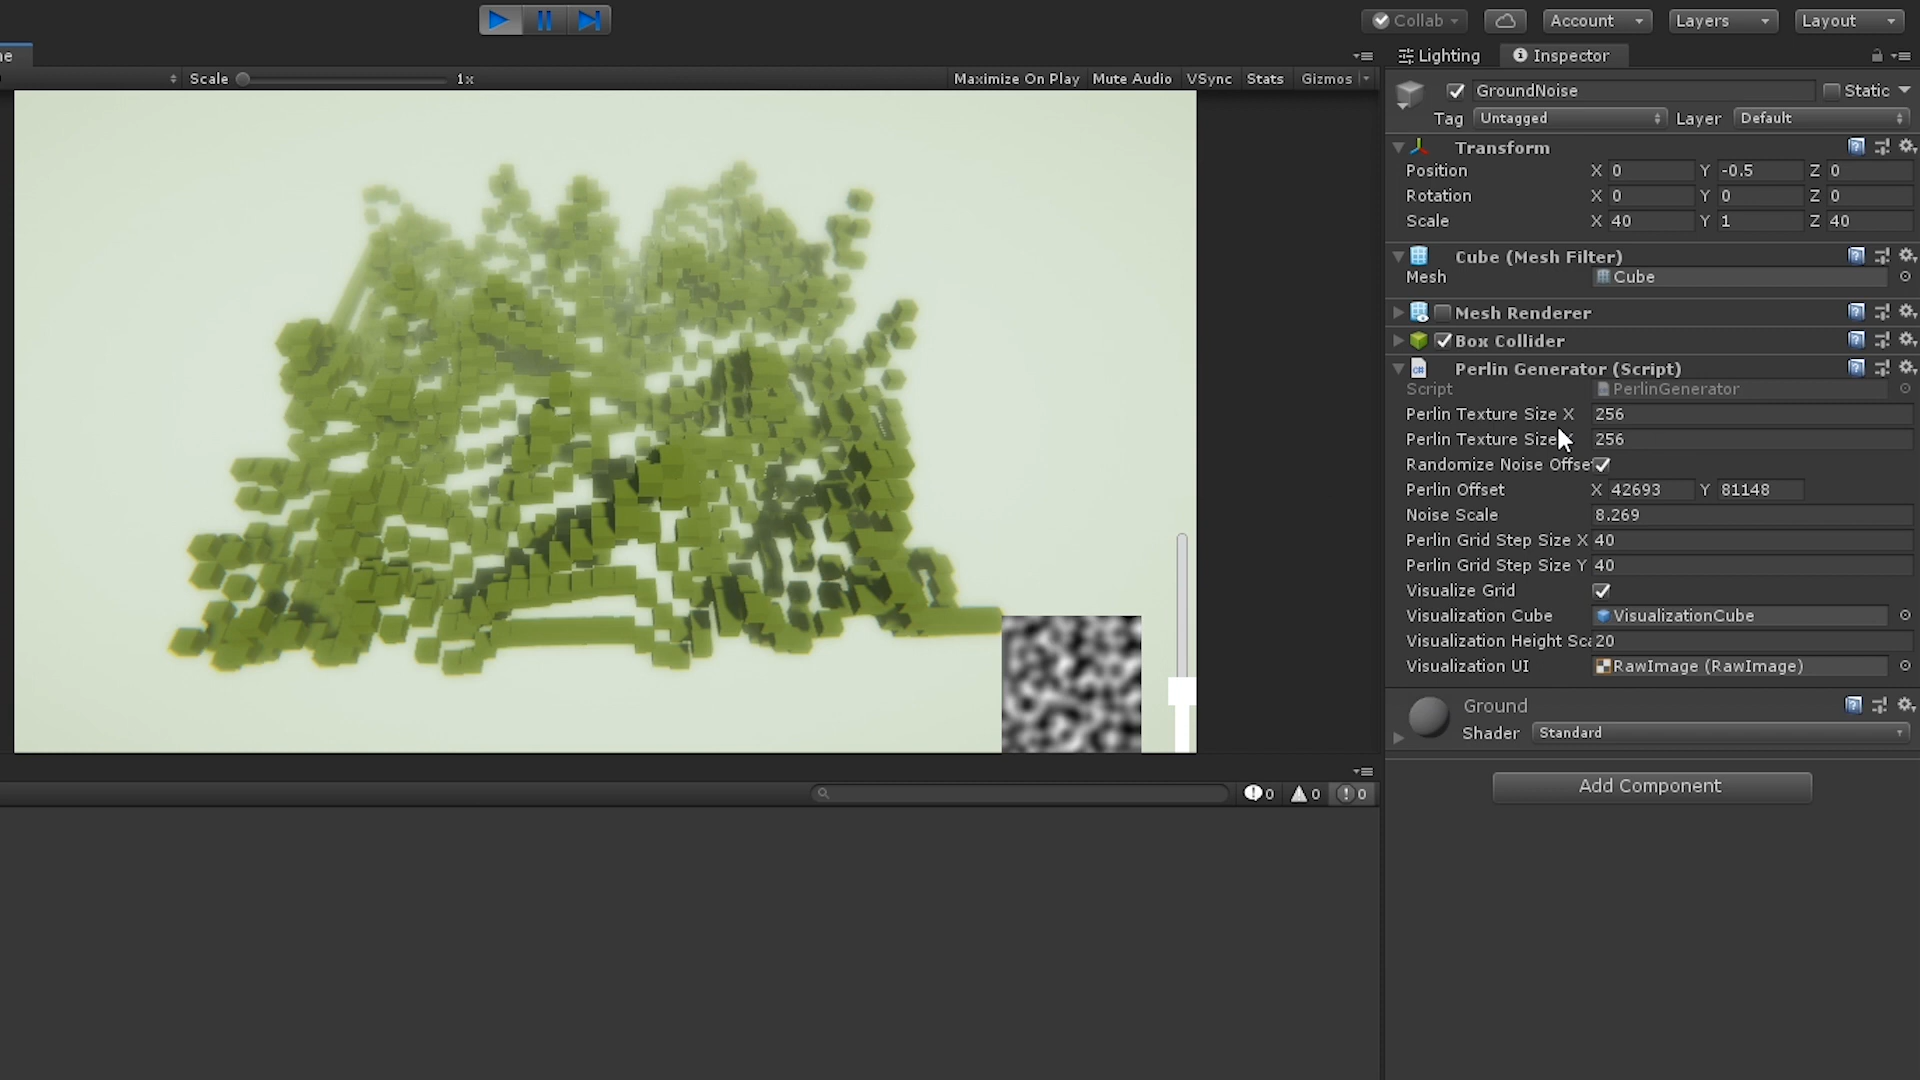 Collab
Account
Layers
Layout
Scale
1x
Maximize On Play
Mute Audio
VSync
Stats
Gizmos
Lighting
Inspector
GroundNoise
Static
Tag Untagged
Layer Default
Transform
Position X 0 Y -0.5 Z 0
Rotation X 0 Y 0 Z 0
Scale X 40 Y 1 Z 40
Cube (Mesh Filter)
Mesh Cube
Mesh Renderer
Box Collider
Perlin Generator (Script)
Script PerlinGenerator
Perlin Texture Size X 256
Perlin Texture Size 256
Randomize Noise Offse
Perlin Offset X 42693 Y 81148
Noise Scale 8.269
Perlin Grid Step Size X 40
Perlin Grid Step Size Y 40
Visualize Grid
Visualization Cube VisualizationCube
Visualization Height Sca 20
Visualization UI RawImage (RawImage)
Ground
Shader Standard
Add Component
0 0 0